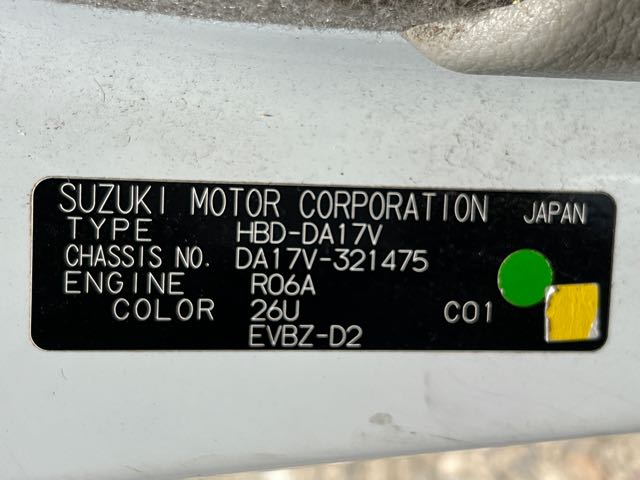 SUZUKI MOTOR CORPORATION JAPAN
TYPE HBD-DA17V
CHASSIS NO. DA17V-321475
ENGINE R06A
COLOR 26U C01
EVBZ-D2